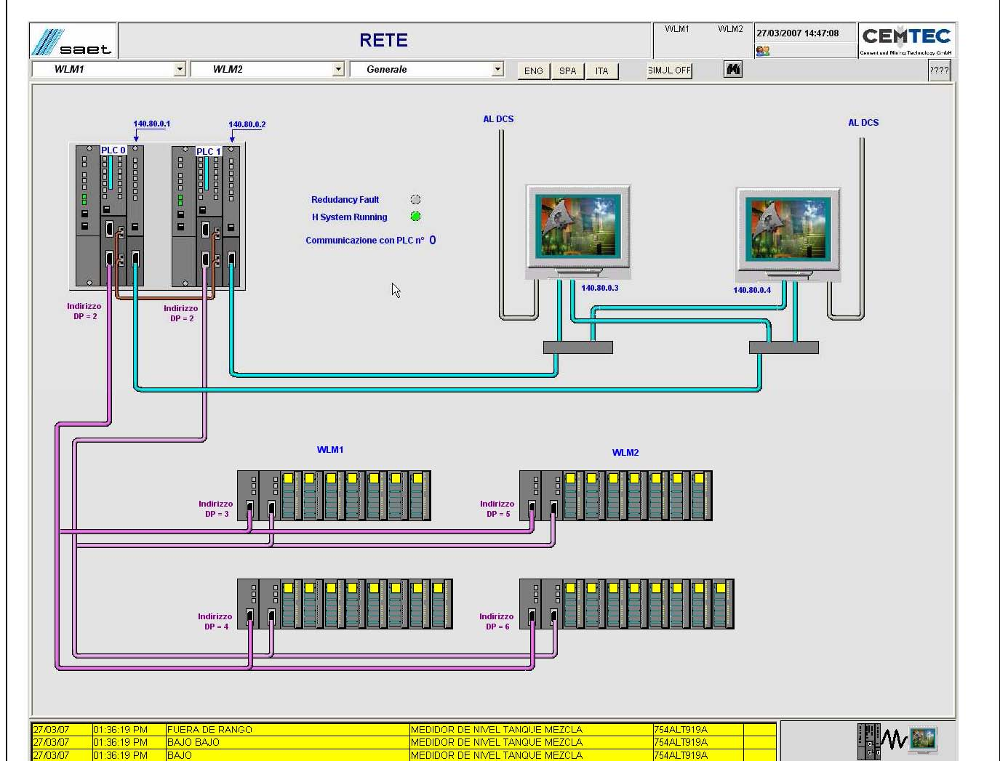 saet
RETE
WLM1 WLM2
27/03/2007 14:47:08
CEMTEC
Cement and Mining Technology GmbH
WLM1
WLM2
Generale
ENG
SPA
ITA
SIMUL OFF
????
140.80.0.1
140.80.0.2
AL DCS
AL DCS
PLC 0
PLC 1
Redudancy Fault
H System Running
Communicazione con PLC n° 0
140.80.0.3
140.80.0.4
Indirizzo
DP = 2
Indirizzo
DP = 2
WLM1
WLM2
Indirizzo
DP = 3
Indirizzo
DP = 5
Indirizzo
DP = 4
Indirizzo
DP = 6
27/03/07 01:36:19 PM FUERA DE RANGO MEDIDOR DE NIVEL TANQUE MEZCLA 754ALT919A
27/03/07 01:36:19 PM BAJO BAJO MEDIDOR DE NIVEL TANQUE MEZCLA 754ALT919A
27/03/07 01:36:19 PM BAJO MEDIDOR DE NIVEL TANQUE MEZCLA 754ALT919A